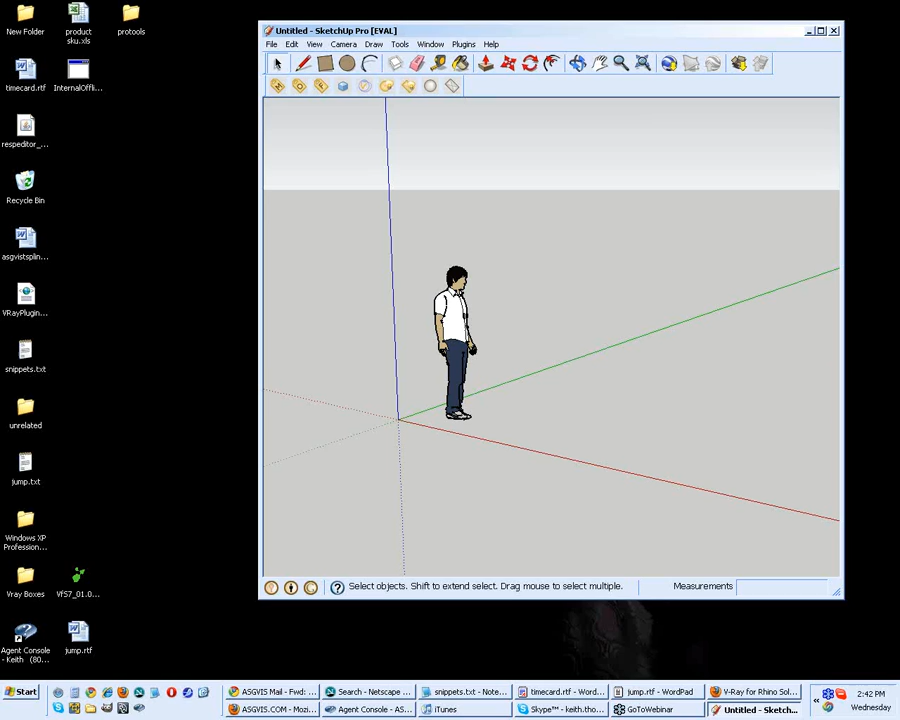 New Folder
product sku.xls
protools
timecard.rtf
InternalOffli...
respeditor_...
Recycle Bin
asgvistsplin...
VRayPlugin...
snippets.txt
unrelated
jump.txt
Windows XP
Profession...
Vray Boxes
VfS7_01.0...
Agent Console
- Keith (80...
jump.rtf
Untitled - SketchUp Pro [EVAL]
File Edit View Camera Draw Tools Window Plugins Help
Select objects. Shift to extend select. Drag mouse to select multiple.
Measurements
Start
ASGVIS Mail - Fwd: ...
Search - Netscape ...
snippets.txt - Note...
timecard.rtf - Word...
jump.rtf - WordPad
V-Ray for Rhino Sol...
2:42 PM
ASGVIS.COM - Mozi...
Agent Console - AS...
iTunes
Skype™ - keith.tho...
GoToWebinar
Untitled - Sketch...
Wednesday